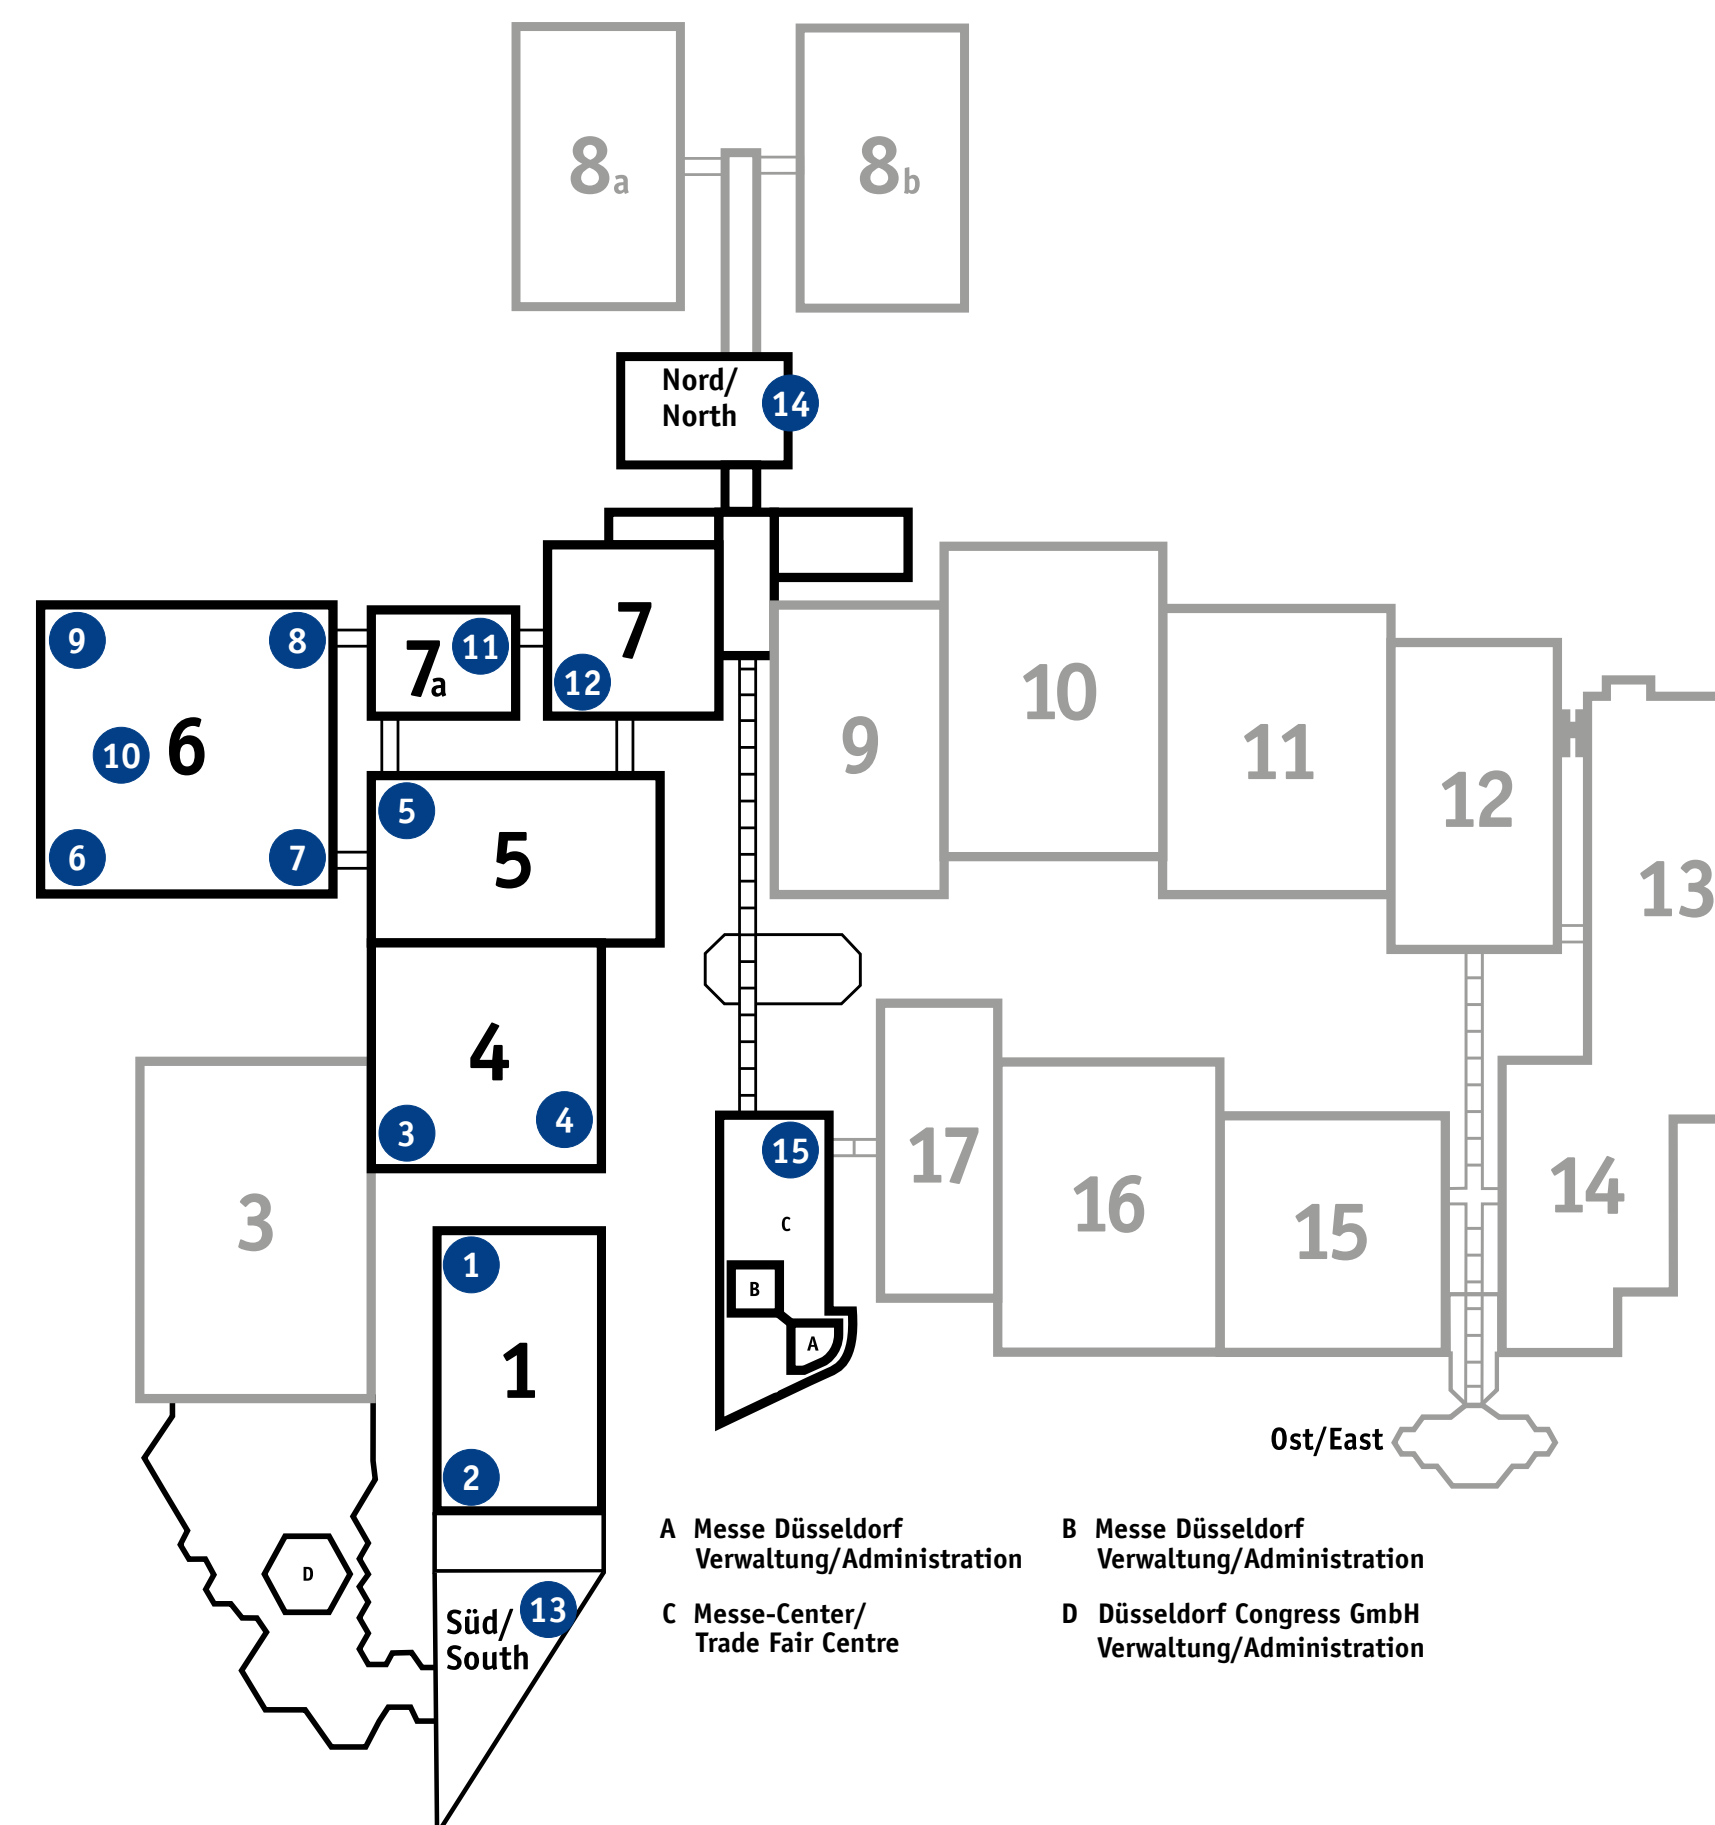 8a
8b
Nord/
North
14
9
8
7a
11
7
12
10
6
6
7
5
5
9
10
11
12
13
4
3
4
3
15
C
B
A
17
16
15
14
1
1
2
Ost/East
D
Süd/
South
13
A Messe Düsseldorf
Verwaltung/Administration
B Messe Düsseldorf
Verwaltung/Administration
C Messe-Center/
Trade Fair Centre
D Düsseldorf Congress GmbH
Verwaltung/Administration